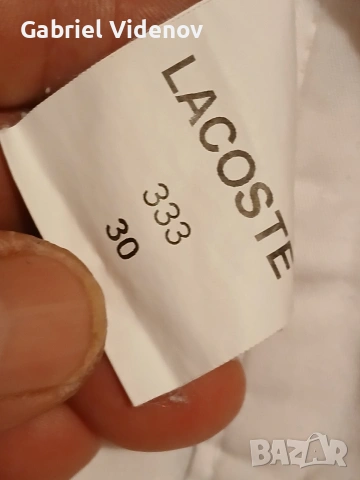 Gabriel Videnov
LACOSTE
333
30
BAZAR